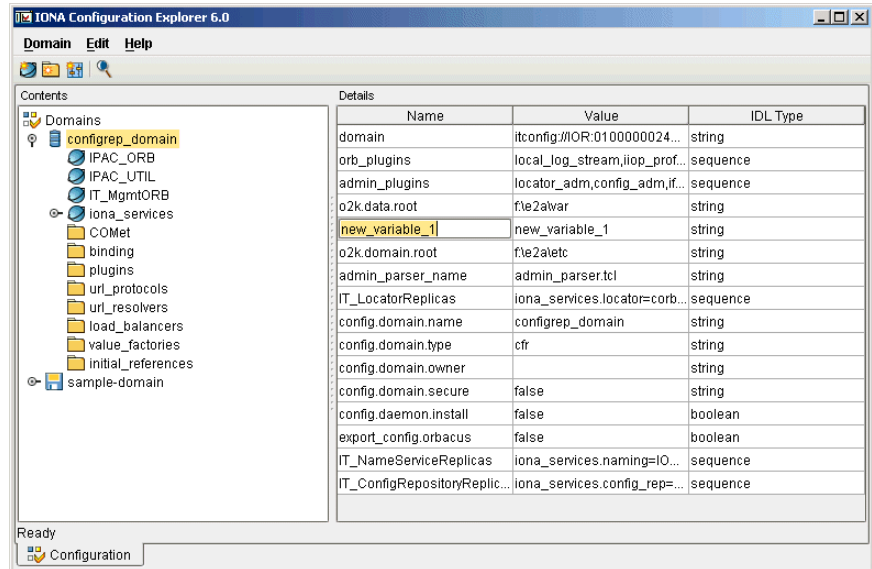 IONA Configuration Explorer 6.0
Domain Edit Help
Contents
Details
Domains
configrep_domain
IPAC_ORB
IPAC_UTIL
IT_MgmtORB
iona_services
COMet
binding
plugins
url_protocols
url_resolvers
load_balancers
value_factories
initial_references
sample-domain
Name Value IDL Type
domain itconfig://IOR:0100000024... string
orb_plugins local_log_stream,iiop_prof... sequence
admin_plugins locator_adm,config_adm,if... sequence
o2k.data.root f:\e2a\var string
new_variable_1 new_variable_1 string
o2k.domain.root f:\e2a\etc string
admin_parser_name admin_parser.tcl string
IT_LocatorReplicas iona_services.locator=corb... sequence
config.domain.name configrep_domain string
config.domain.type cfr string
config.domain.owner string
config.domain.secure false string
config.daemon.install false boolean
export_config.orbacus false boolean
IT_NameServiceReplicas iona_services.naming=IO... sequence
IT_ConfigRepositoryReplic... iona_services.config_rep=... sequence
Ready
Configuration